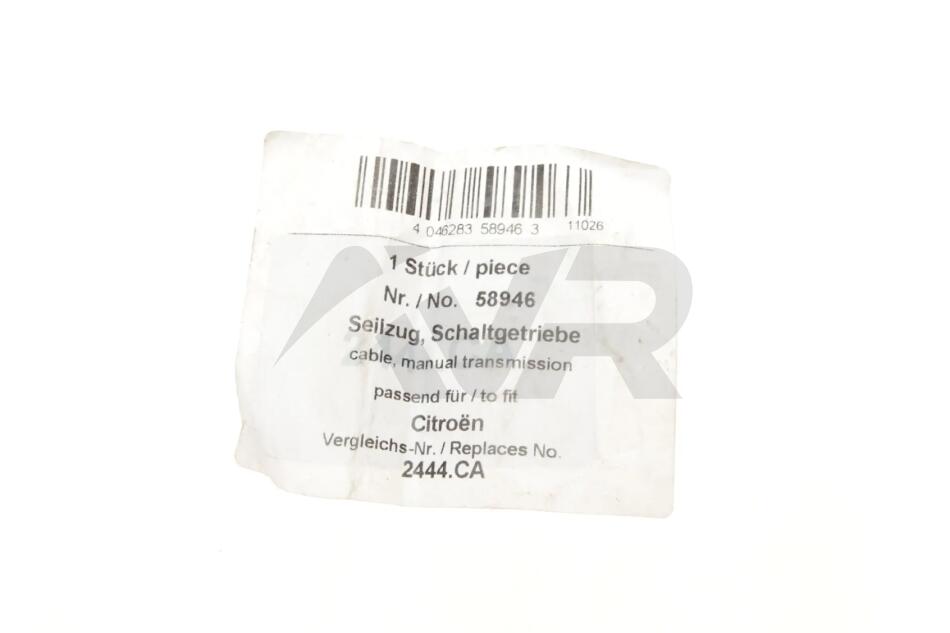 4 046283 58946 3 11026
1 Stück / piece
Nr. / No. 58946
Seilzug, Schaltgetriebe
cable, manual transmission
passend für / to fit
Citroën
Vergleichs-Nr. / Replaces No.
2444.CA